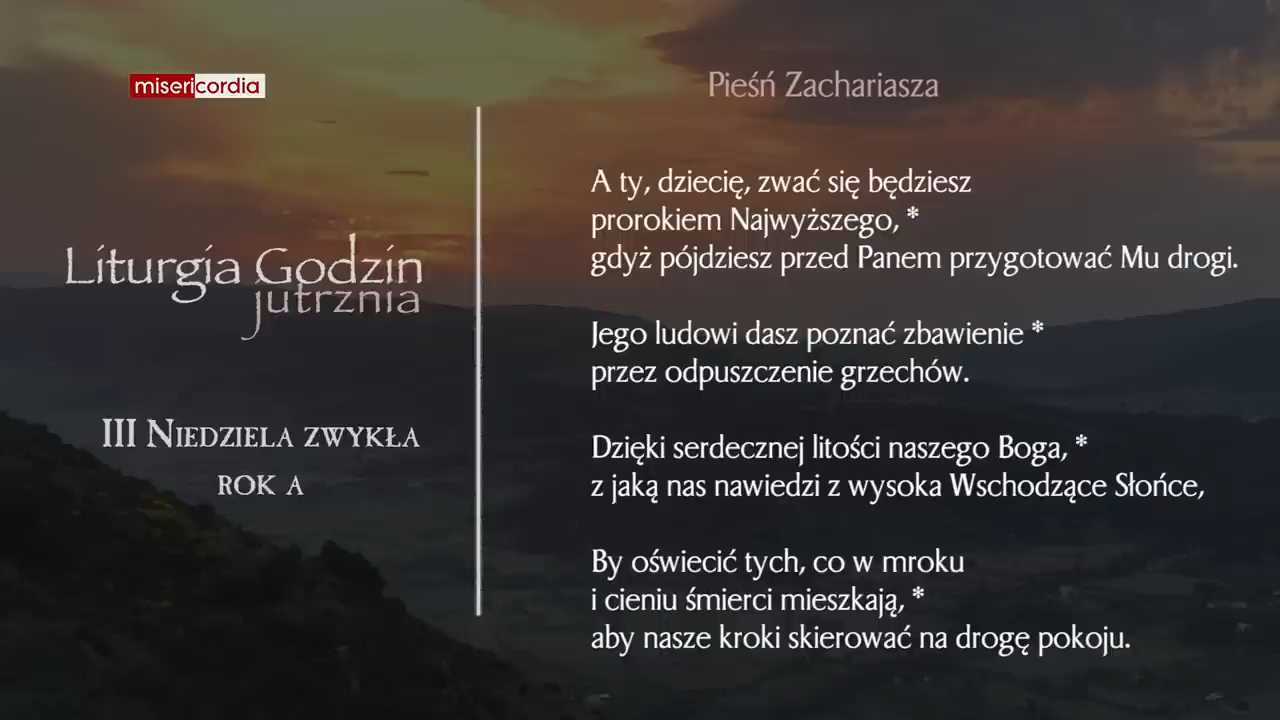 misericordia
Liturgia Godzin
jutrznia
III Niedziela zwykła
rok A
Pieśń Zachariasza
A ty, dziecię, zwać się będziesz
prorokiem Najwyższego, *
gdyż pójdziesz przed Panem przygotować Mu drogi.
Jego ludowi dasz poznać zbawienie *
przez odpuszczenie grzechów.
Dzięki serdecznej litości naszego Boga, *
z jaką nas nawiedzi z wysoka Wschodzące Słońce,
By oświecić tych, co w mroku
i cieniu śmierci mieszkają, *
aby nasze kroki skierować na drogę pokoju.